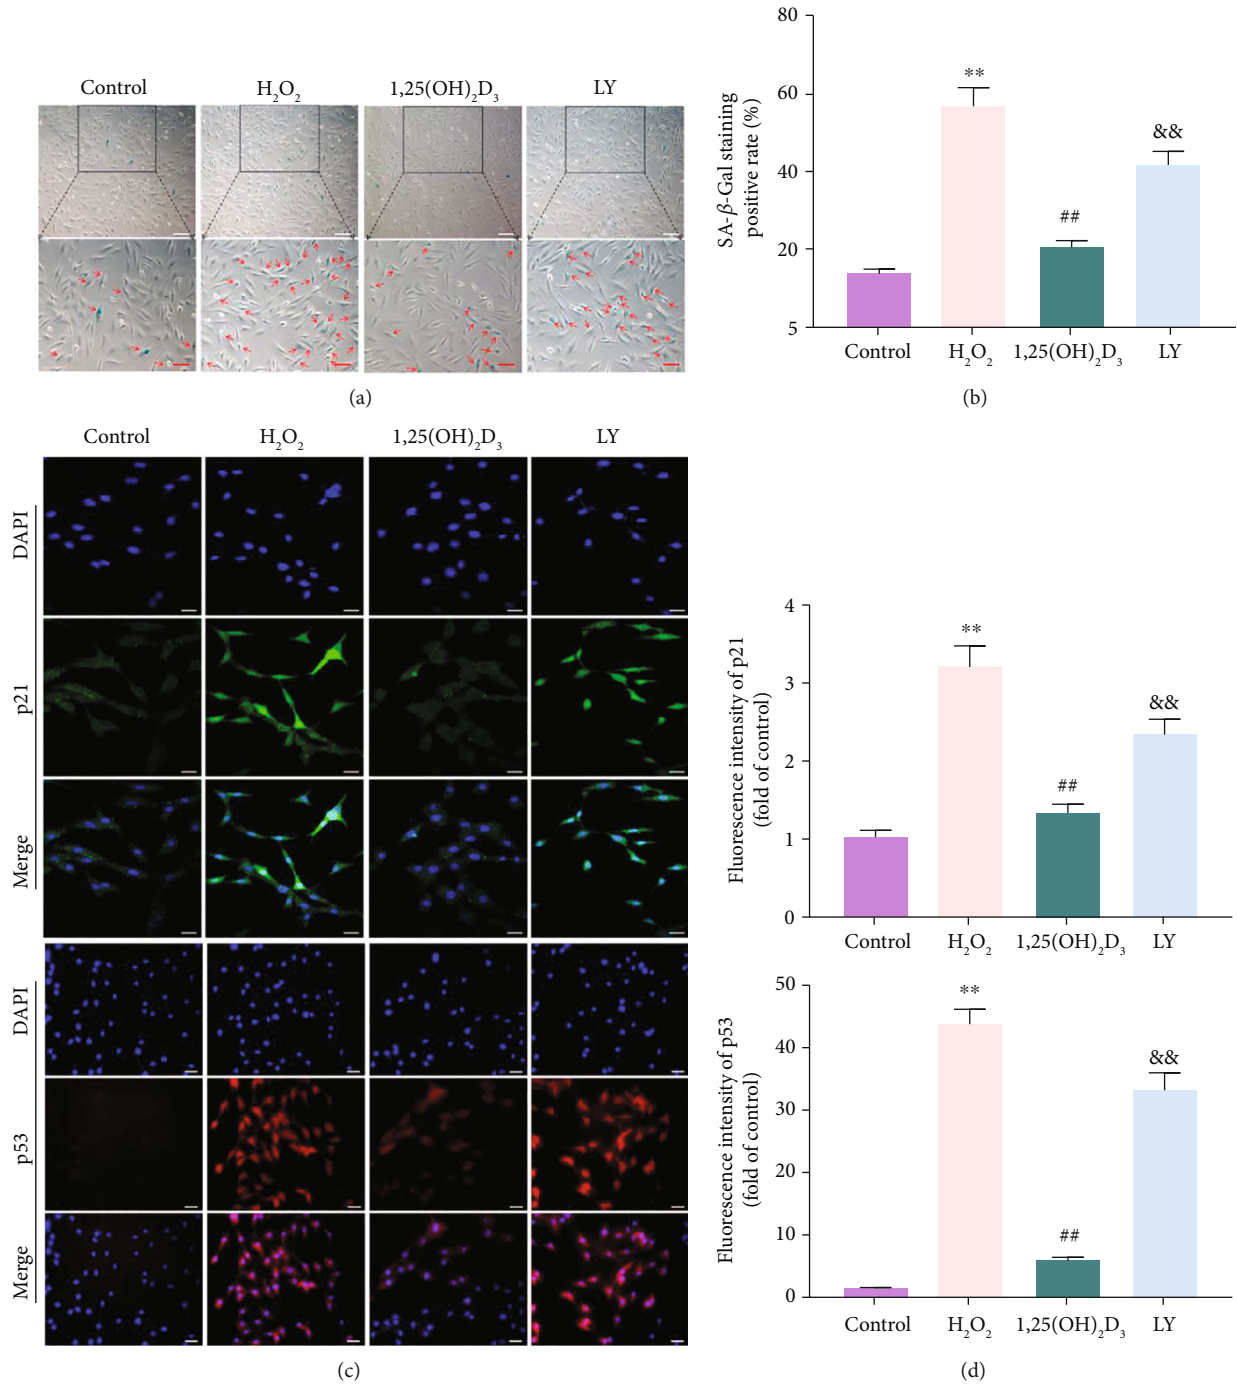 Control H₂O₂ 1,25(OH)₂D₃ LY
(a)
SA-β-Gal staining
positive rate (%)
80
60
40
20
5
**
##
&&
Control H₂O₂ 1,25(OH)₂D₃ LY
(b)
Control H₂O₂ 1,25(OH)₂D₃ LY
DAPI
p21
Merge
DAPI
p53
Merge
(c)
Fluorescence intensity of p21
(fold of control)
4
3
2
1
0
**
##
&&
Control H₂O₂ 1,25(OH)₂D₃ LY
Fluorescence intensity of p53
(fold of control)
50
40
30
20
10
0
**
##
&&
Control H₂O₂ 1,25(OH)₂D₃ LY
(d)